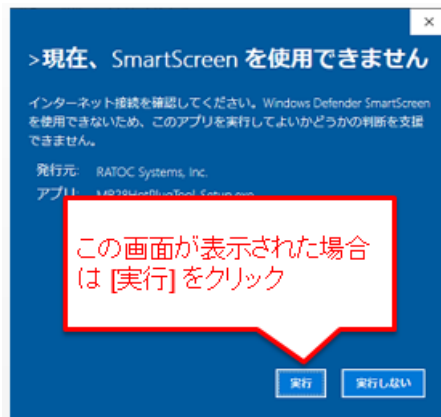 ×
>現在、SmartScreen を使用できません
インターネット接続を確認してください。Windows Defender SmartScreen
を使用できないため、このアプリを実行してよいかどうかの判断を支援
できません。
発行元: RATOC Systems, Inc.
アプリ:
この画面が表示された場合
は [実行] をクリック
実行 実行しない